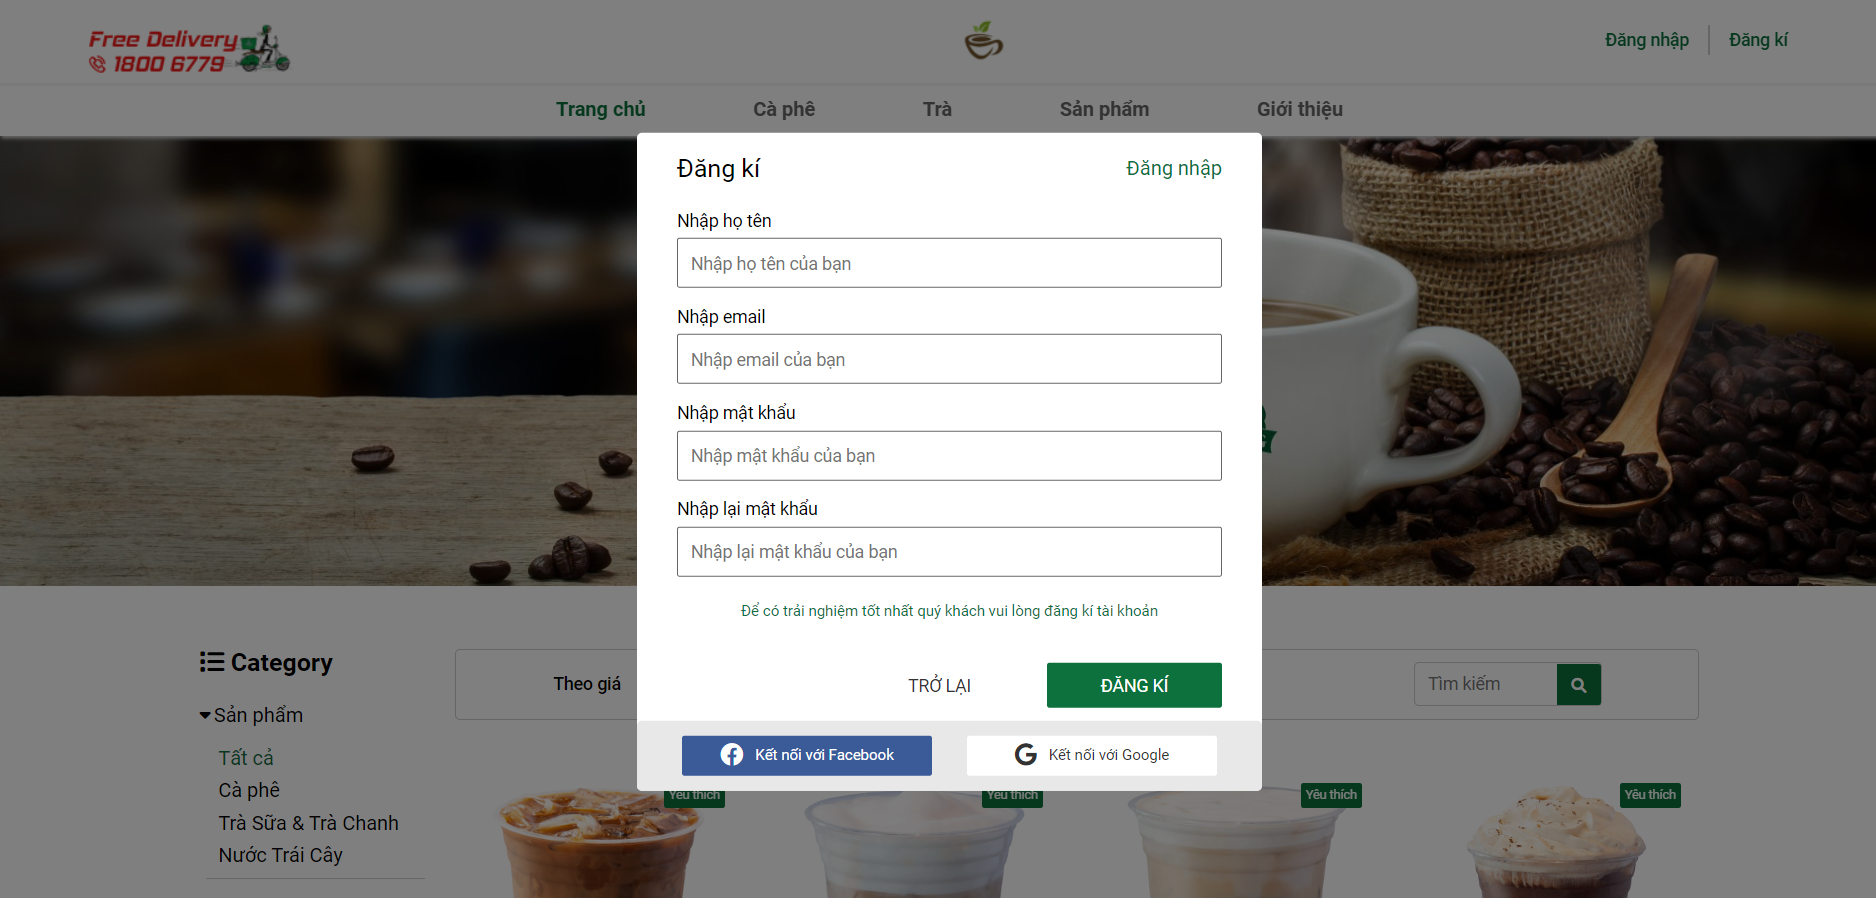 Free Delivery
1800 6779
Đăng nhập
Đăng kí
Trang chủ
Cà phê
Trà
Sản phẩm
Giới thiệu
Đăng kí
Đăng nhập
Nhập họ tên
Nhập họ tên của bạn
Nhập email
Nhập email của bạn
Nhập mật khẩu
Nhập mật khẩu của bạn
Nhập lại mật khẩu
Nhập lại mật khẩu của bạn
Để có trải nghiệm tốt nhất quý khách vui lòng đăng kí tài khoản
TRỞ LẠI
ĐĂNG KÍ
Kết nối với Facebook
Kết nối với Google
Category
Sản phẩm
Tất cả
Cà phê
Trà Sữa & Trà Chanh
Nước Trái Cây
Theo giá
Tìm kiếm
Yêu thích
Yêu thích
Yêu thích
Yêu thích